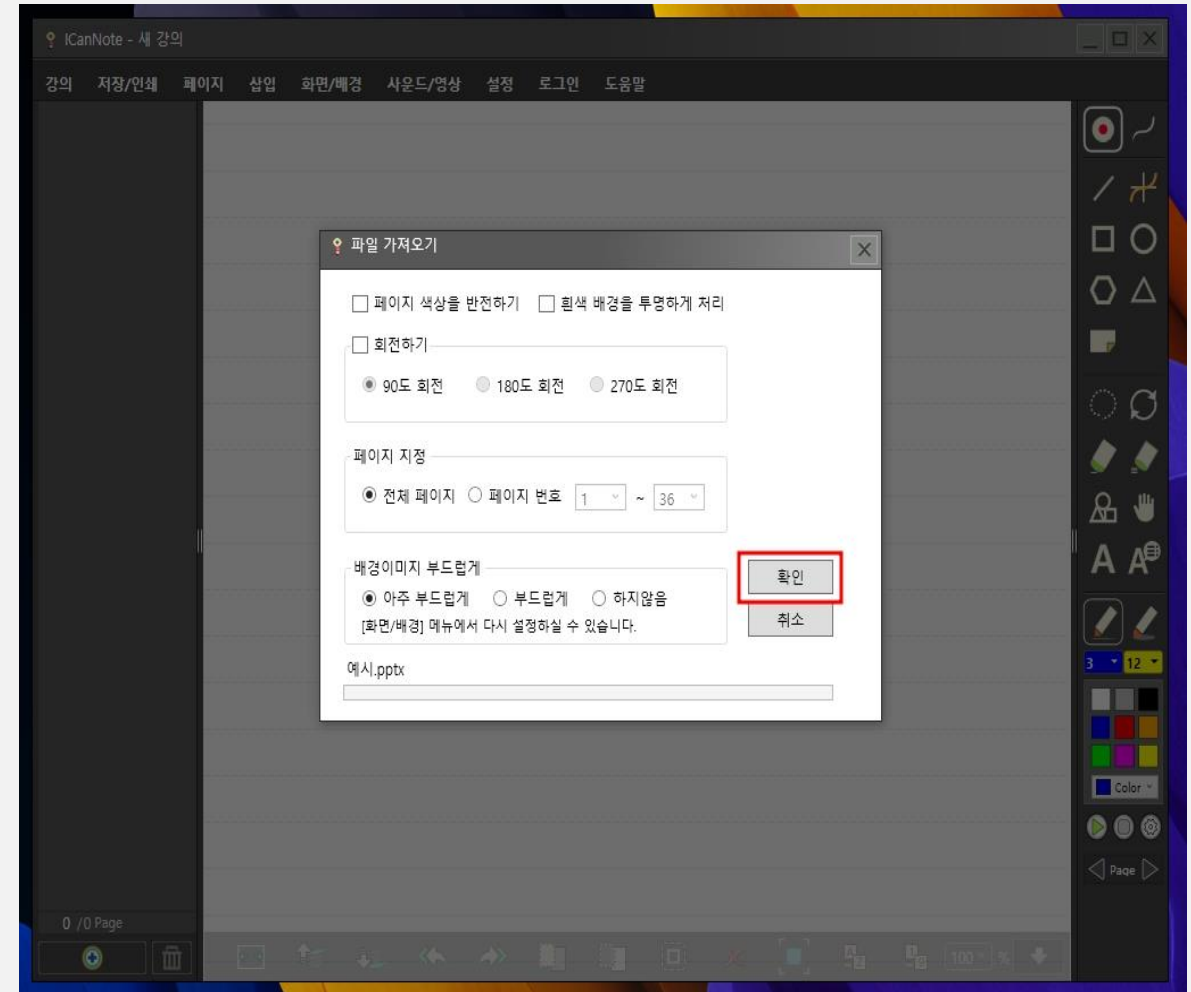 ICanNote - 새 강의
강의 저장/인쇄 페이지 삽입 화면/배경 사운드/영상 설정 로그인 도움말
파일 가져오기
페이지 색상을 반전하기 흰색 배경을 투명하게 처리
회전하기
90도 회전 180도 회전 270도 회전
페이지 지정
전체 페이지 페이지 번호 1 ~ 36
배경이미지 부드럽게
아주 부드럽게 부드럽게 하지않음
[화면/배경] 메뉴에서 다시 설정하실 수 있습니다.
확인
취소
예시.pptx
A A
3 12
Color
Page
0 /0 Page
100 %